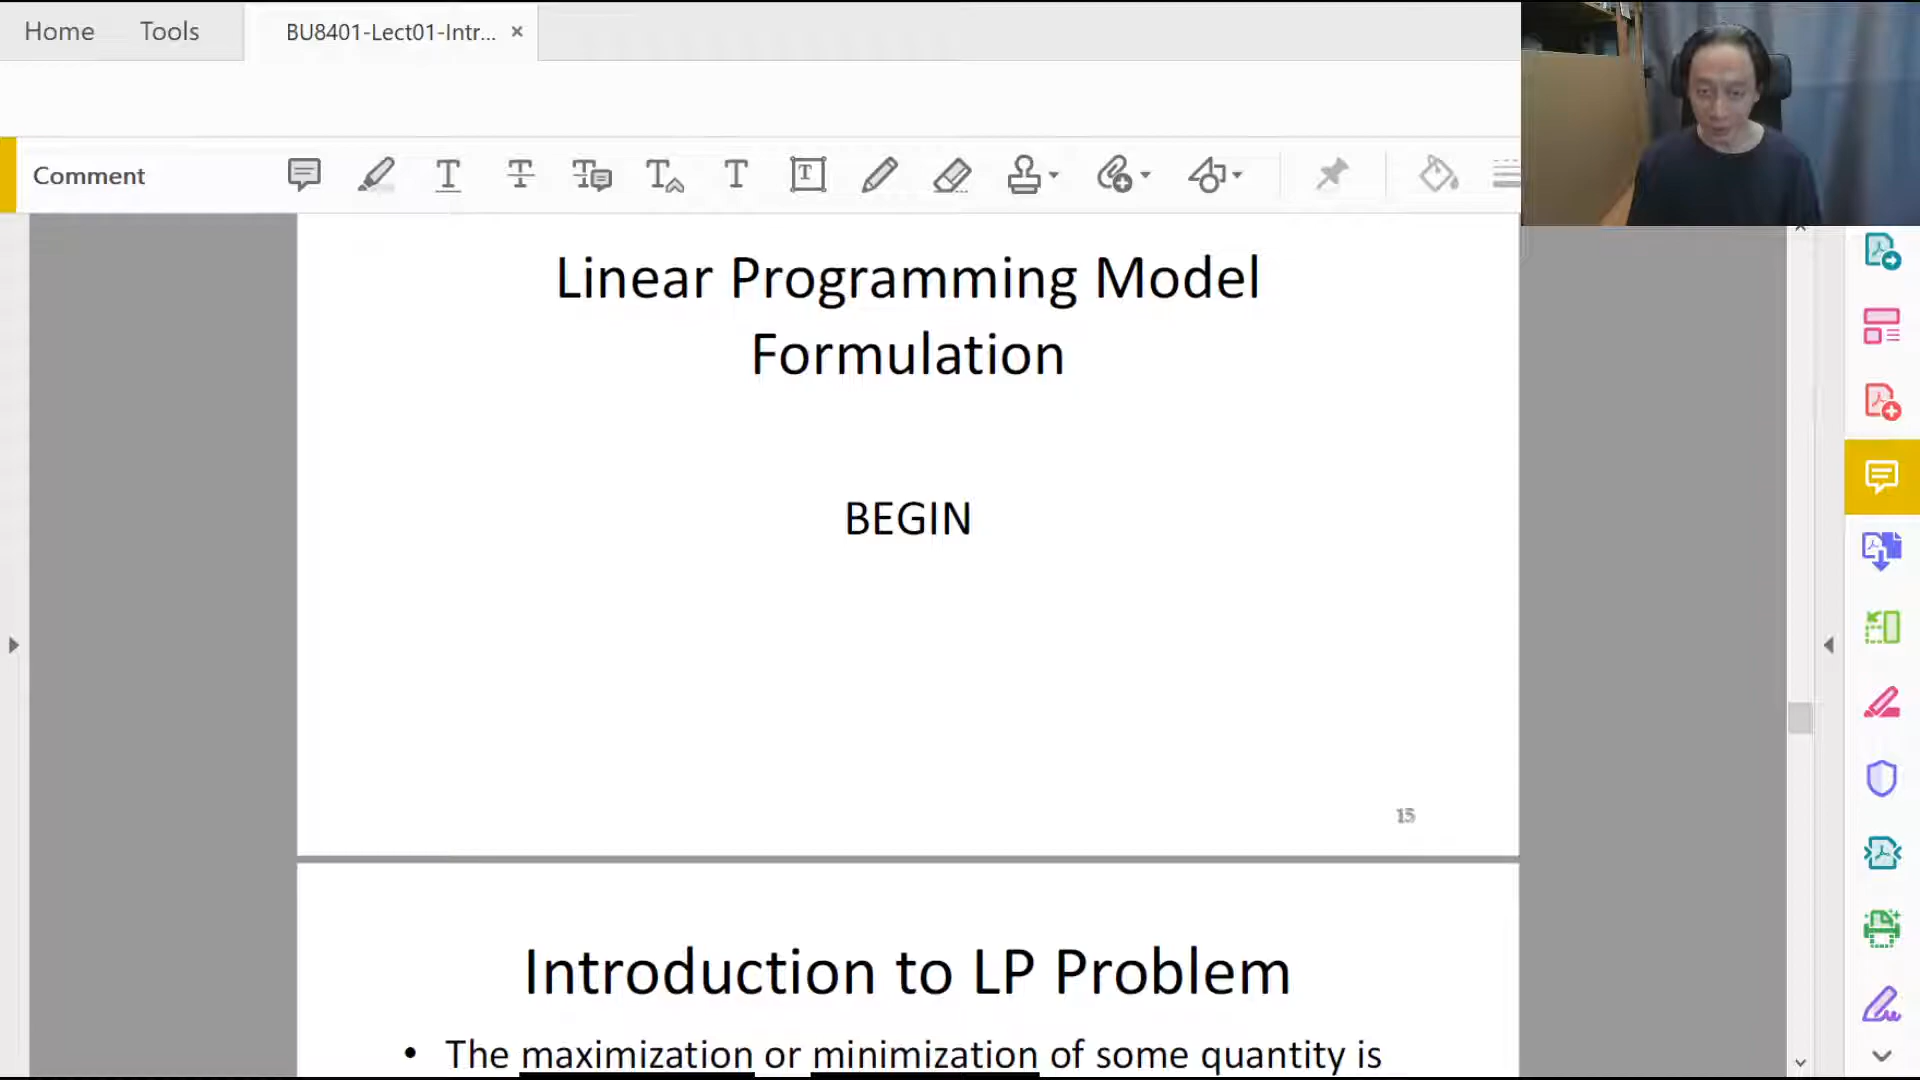 Home Tools BU8401-Lect01-Intr... ×
Comment
Linear Programming Model
Formulation
BEGIN
15
Introduction to LP Problem
• The maximization or minimization of some quantity is